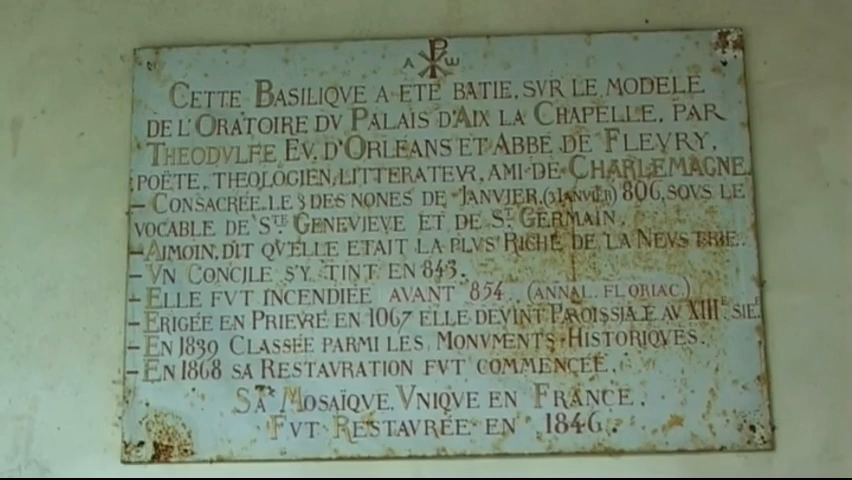 A ☧ ω
CETTE BASILIQVE A ETE BATIE, SVR LE MODELE
DE L'ORATOIRE DV PALAIS D'AIX LA CHAPELLE, PAR
THEODVLFE EV. D'ORLEANS ET ABBE DE FLEVRY,
POËTE, THEOLOGIEN, LITTERATEVR, AMI DE CHARLEMAGNE.
- CONSACRÉE LE 3 DES NONES DE JANVIER, (3 JANVIER) 806, SOVS LE
VOCABLE DE STE GENEVIEVE ET DE ST GERMAIN.
- AIMOIN, DIT QV'ELLE ETAIT LA PLVS RICHE DE LA NEVSTRIE.
- VN CONCILE S'Y TINT EN 843.
- ELLE FVT INCENDIÉE AVANT 854 (ANNAL. FLORIAC.)
- ERIGÉE EN PRIEVRÉ EN 1067 ELLE DEVINT PAROISSIALE AV XIIIE SIÈ.
- EN 1839 CLASSÉE PARMI LES MONVMENTS HISTORIQVES.
- EN 1868 SA RESTAVRATION FVT COMMENÇÉE.
SA MOSAÏQVE, VNIQVE EN FRANCE.
FVT RESTAVRÉE EN 1846.